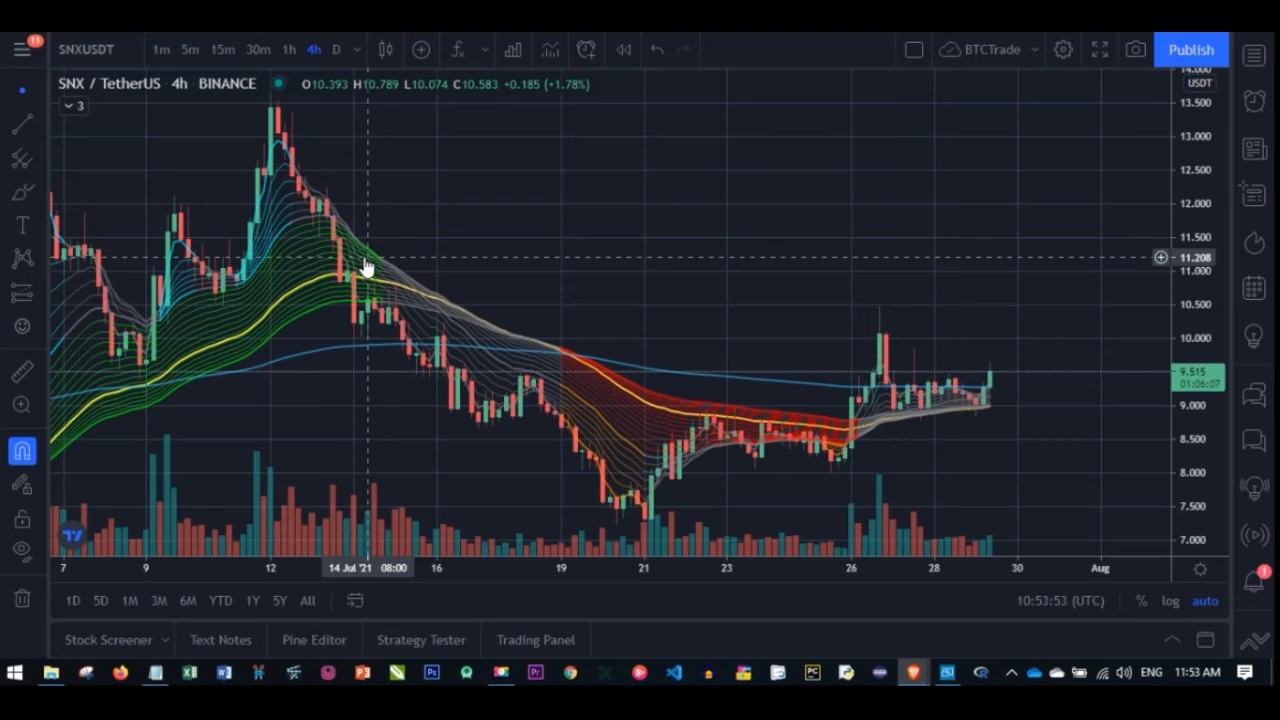 11 SNXUSDT 1m 5m 15m 30m 1h 4h D BTCTrade Publish
SNX / TetherUS · 4h · BINANCE O10.393 H10.789 L10.074 C10.583 +0.185 (+1.78%)
3
14.000
USDT
13.500
13.000
12.500
12.000
11.500
11.208
11.000
10.500
10.000
9.515
01:06:07
9.000
8.500
8.000
7.500
7.000
7 9 12 14 Jul '21 08:00 16 19 21 23 26 28 30 Aug
1
1D 5D 1M 3M 6M YTD 1Y 5Y All 10:53:53 (UTC) % log auto
Stock Screener Text Notes Pine Editor Strategy Tester Trading Panel
ENG 11:53 AM